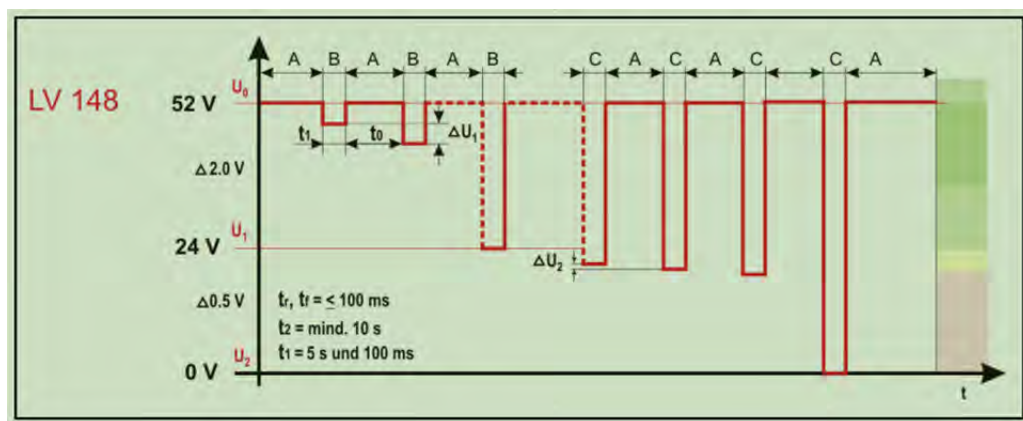 A B A B A B C A C A C C A
LV 148
U₀
52 V
t₁ t₀ ΔU₁
Δ2.0 V
U₁
24 V
ΔU₂
Δ0.5 V
tr, tf = ≤ 100 ms
t2 = mind. 10 s
t1 = 5 s und 100 ms
U₂
0 V
t